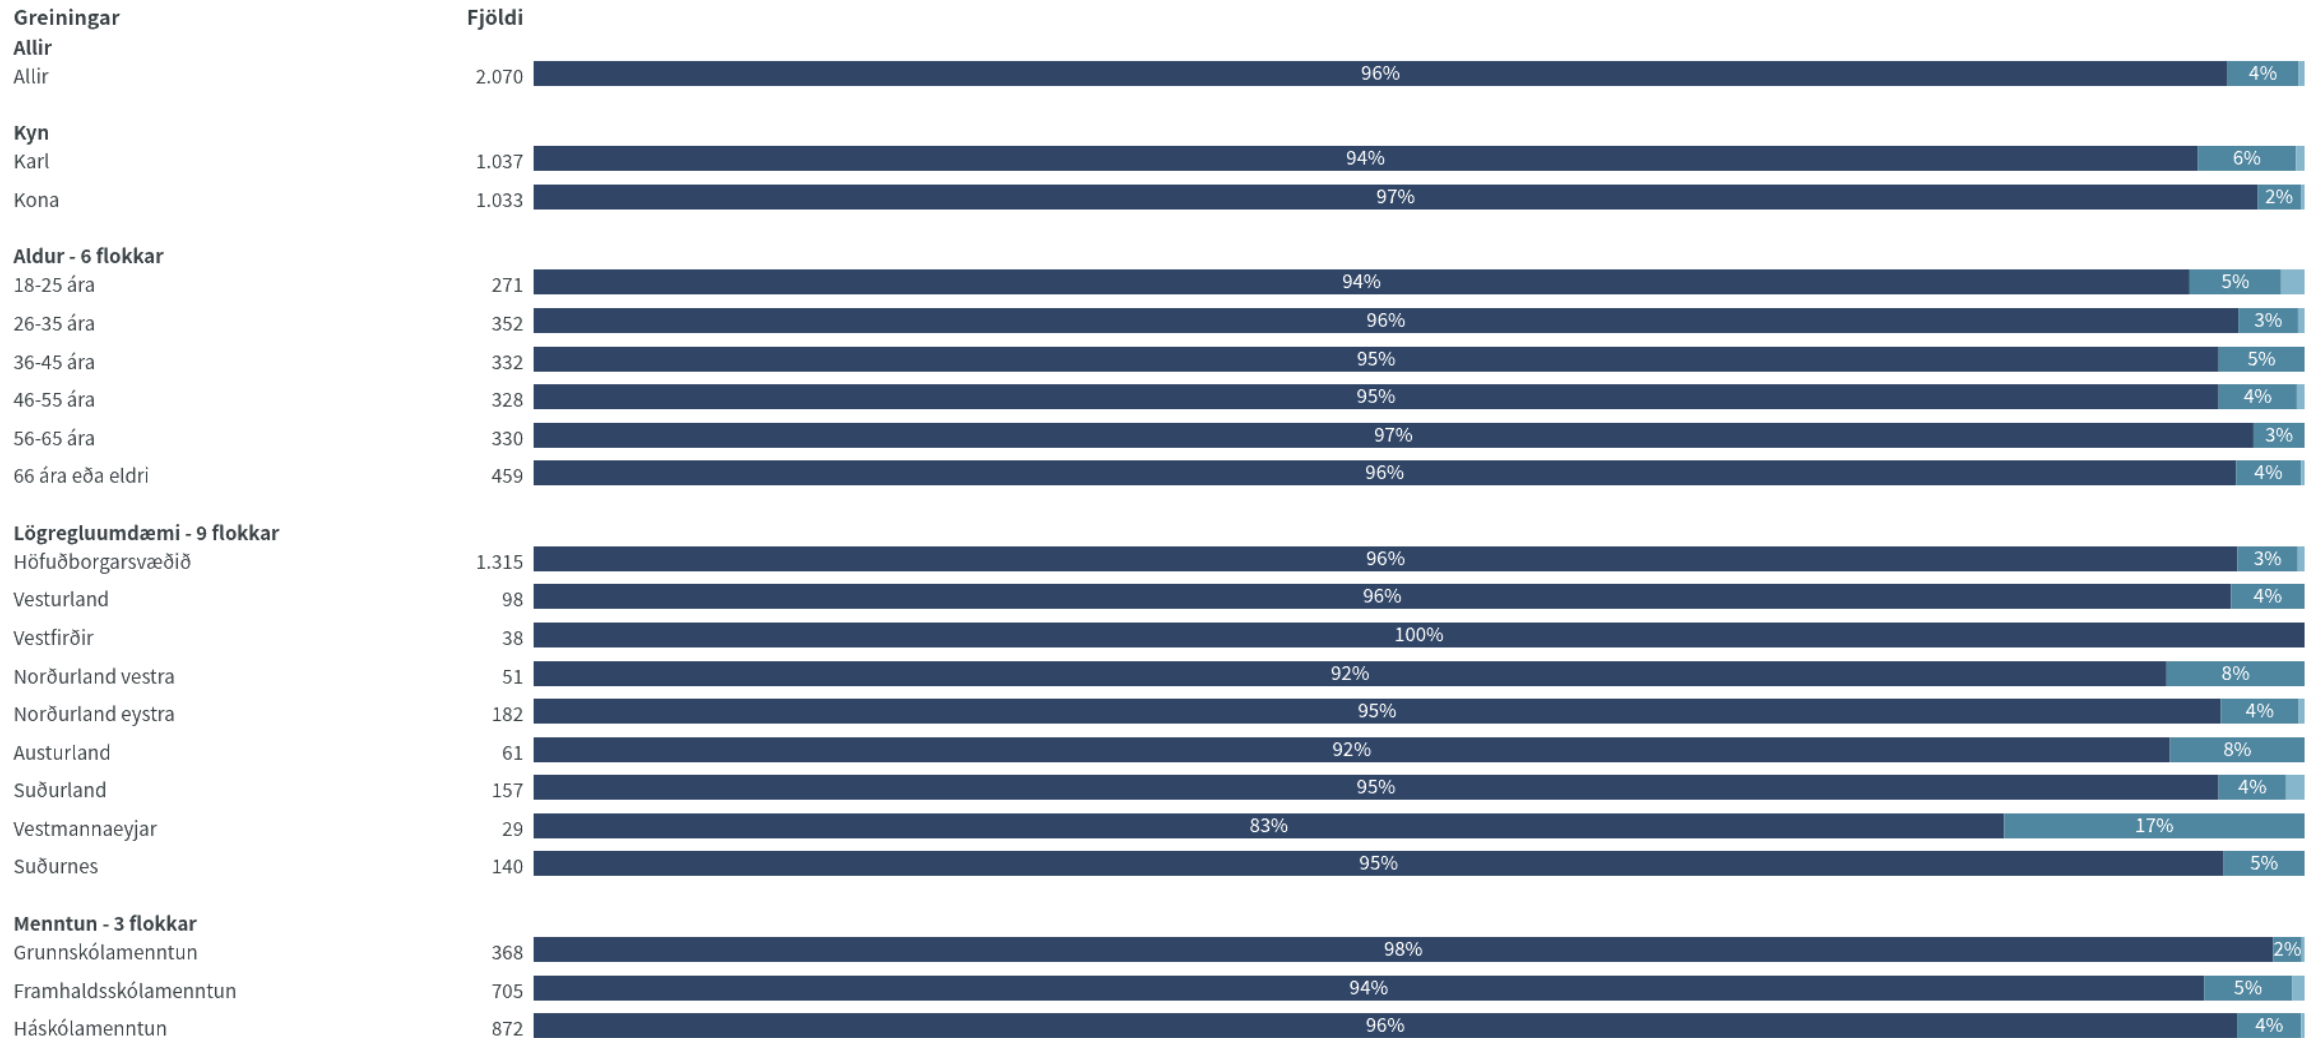 Greiningar Fjöldi
Allir
Allir 2.070 96% 4%
Kyn
Karl 1.037 94% 6%
Kona 1.033 97% 2%
Aldur - 6 flokkar
18-25 ára 271 94% 5%
26-35 ára 352 96% 3%
36-45 ára 332 95% 5%
46-55 ára 328 95% 4%
56-65 ára 330 97% 3%
66 ára eða eldri 459 96% 4%
Lögregluumdæmi - 9 flokkar
Höfuðborgarsvæðið 1.315 96% 3%
Vesturland 98 96% 4%
Vestfirðir 38 100%
Norðurland vestra 51 92% 8%
Norðurland eystra 182 95% 4%
Austurland 61 92% 8%
Suðurland 157 95% 4%
Vestmannaeyjar 29 83% 17%
Suðurnes 140 95% 5%
Menntun - 3 flokkar
Grunnskólamenntun 368 98% 2%
Framhaldsskólamenntun 705 94% 5%
Háskólamenntun 872 96% 4%